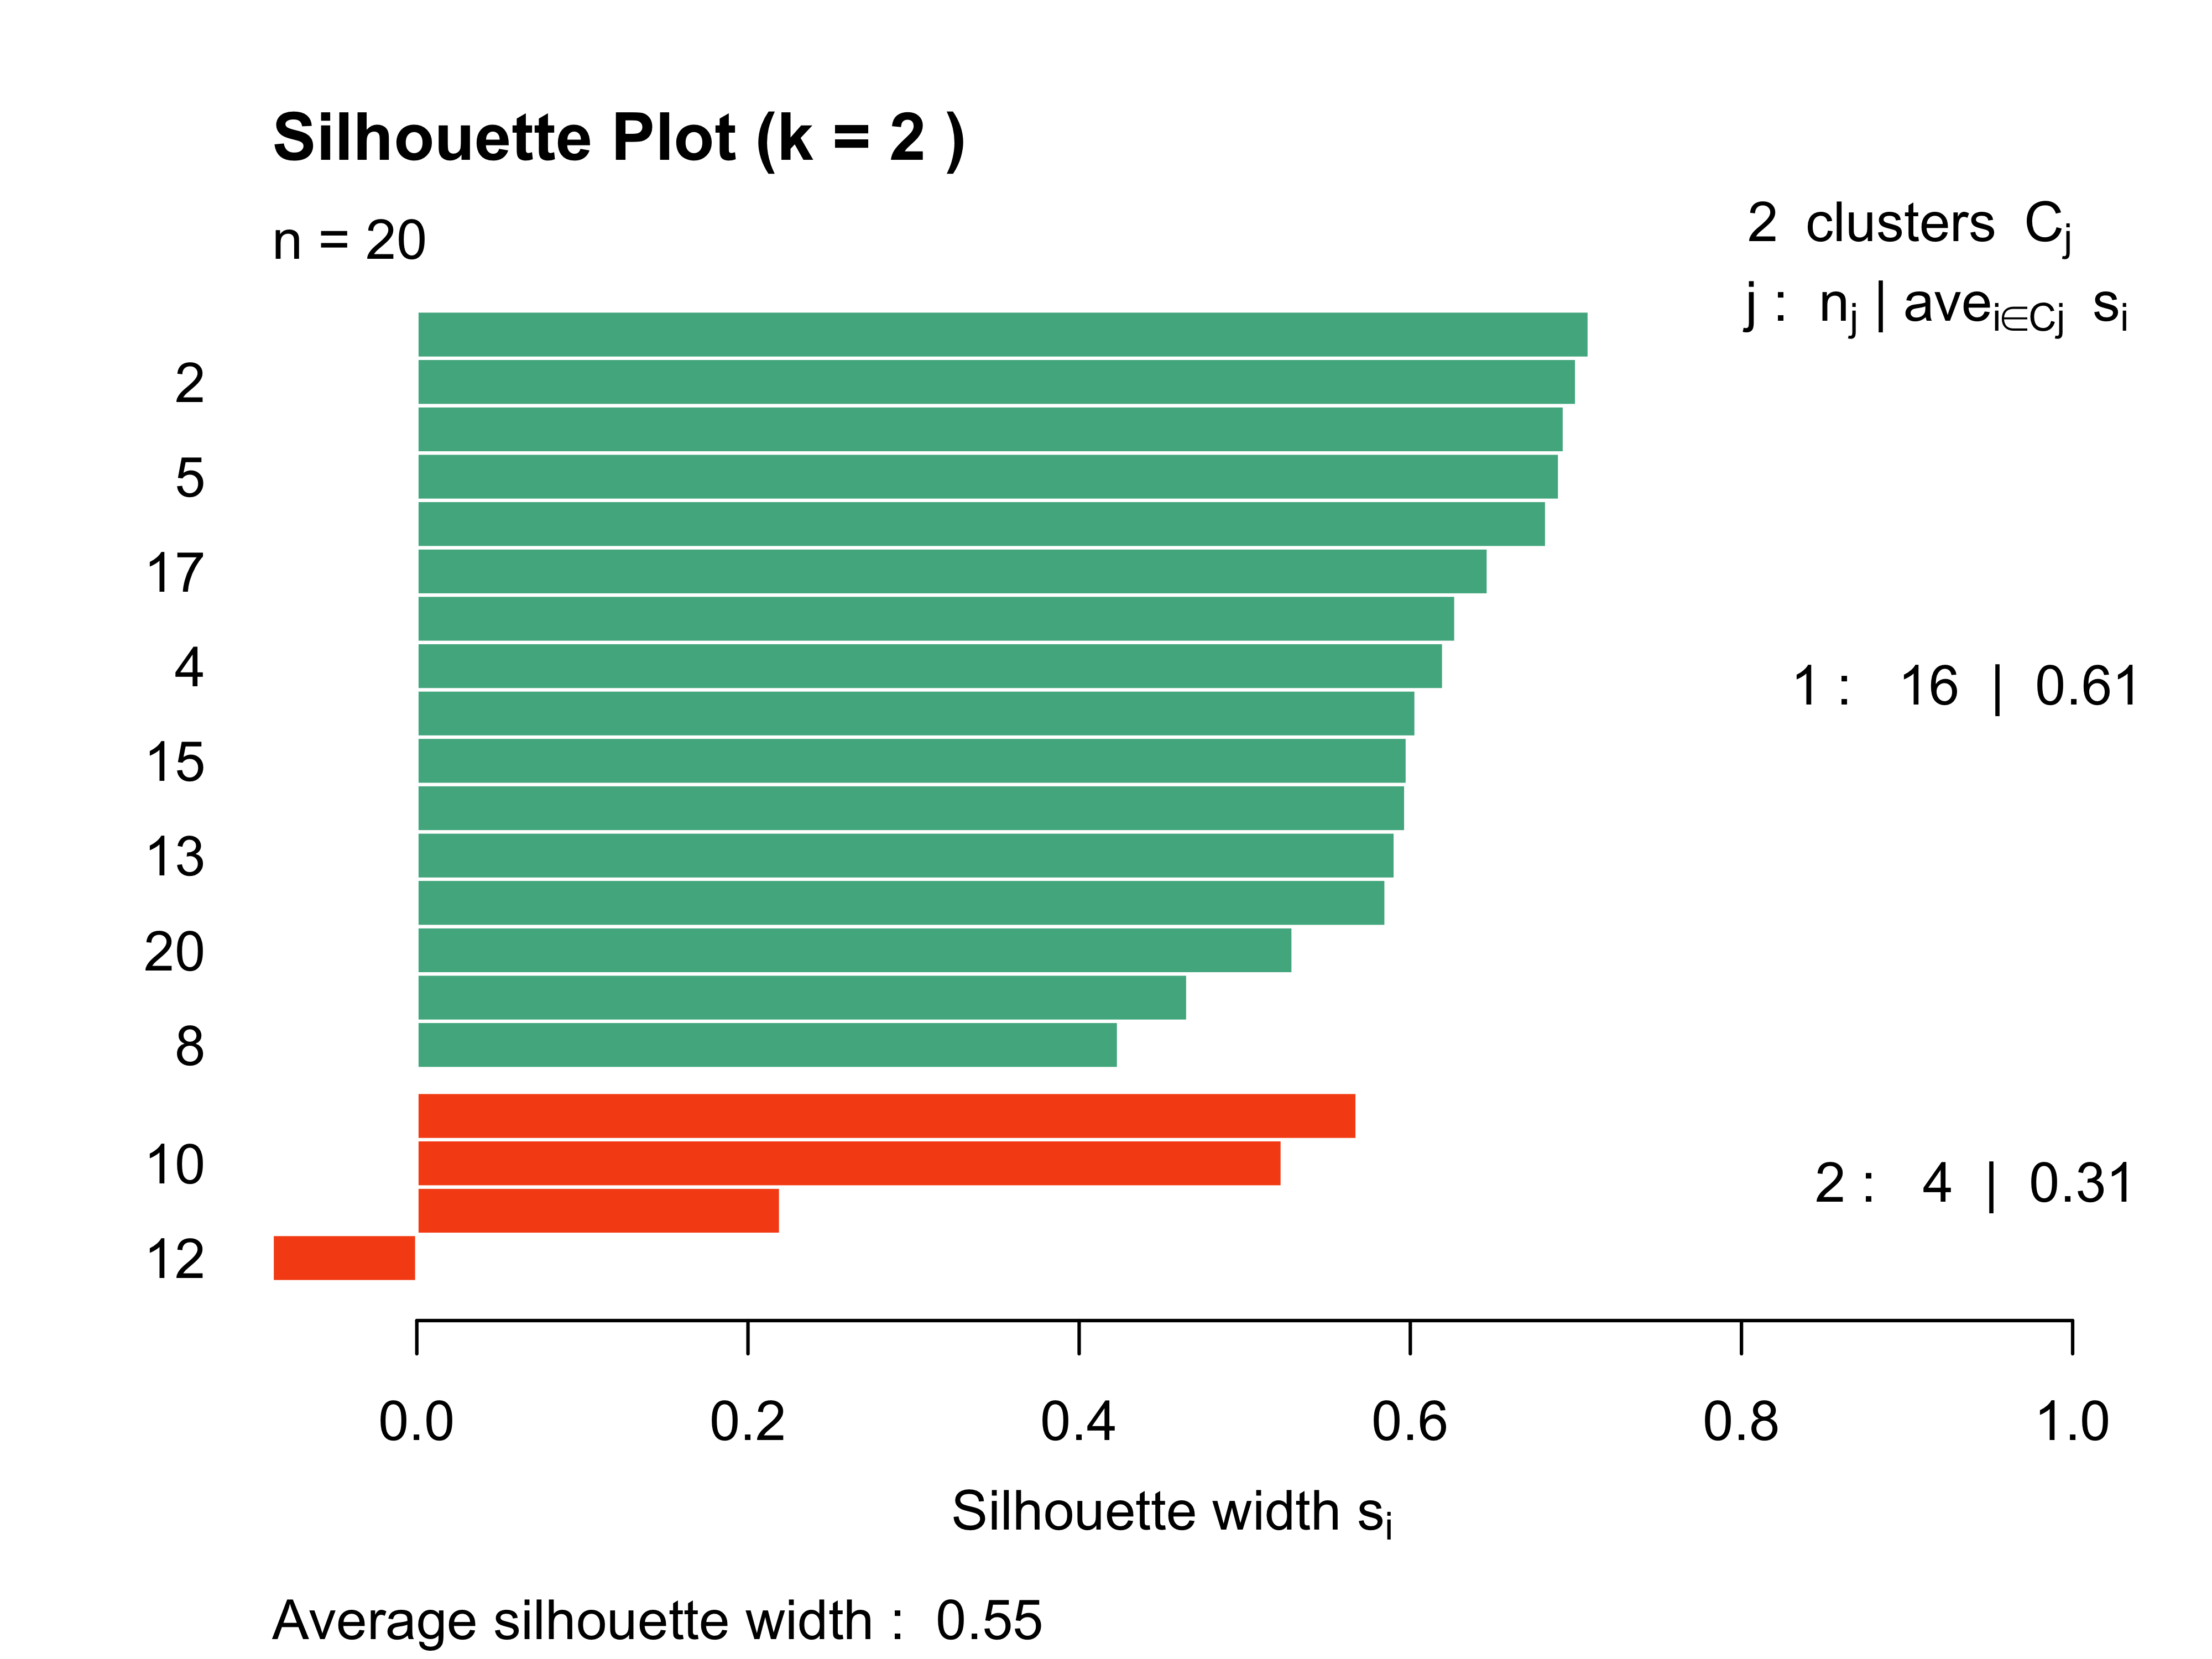 Silhouette Plot (k = 2 )
n = 20
2 clusters Cj
j : nj | avei∈Cj si
2
5
17
4
1 : 16 | 0.61
15
13
20
8
10
2 : 4 | 0.31
12
0.0 0.2 0.4 0.6 0.8 1.0
Silhouette width si
Average silhouette width : 0.55